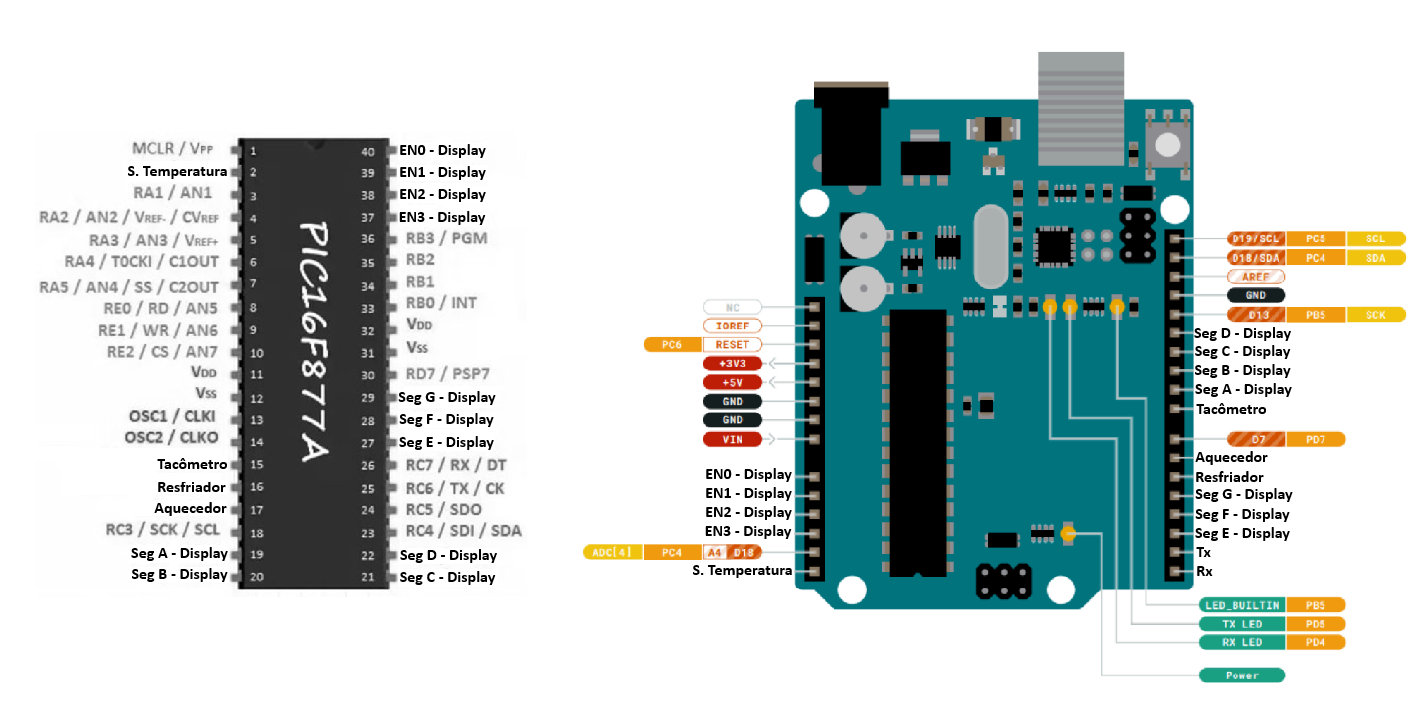 MCLR / VPP
S. Temperatura
RA1 / AN1
RA2 / AN2 / VREF- / CVREF
RA3 / AN3 / VREF+
RA4 / T0CKI / C1OUT
RA5 / AN4 / SS / C2OUT
RE0 / RD / AN5
RE1 / WR / AN6
RE2 / CS / AN7
VDD
VSS
OSC1 / CLKI
OSC2 / CLKO
Tacômetro
Resfriador
Aquecedor
RC3 / SCK / SCL
Seg A - Display
Seg B - Display
1
2
3
4
5
6
7
8
9
10
11
12
13
14
15
16
17
18
19
20
PIC16F877A
40
39
38
37
36
35
34
33
32
31
30
29
28
27
26
25
24
23
22
21
EN0 - Display
EN1 - Display
EN2 - Display
EN3 - Display
RB3 / PGM
RB2
RB1
RB0 / INT
VDD
VSS
RD7 / PSP7
Seg G - Display
Seg F - Display
Seg E - Display
RC7 / RX / DT
RC6 / TX / CK
RC5 / SDO
RC4 / SDI / SDA
Seg D - Display
Seg C - Display
NC
IOREF
PC6 RESET
+3V3
+5V
GND
GND
VIN
EN0 - Display
EN1 - Display
EN2 - Display
EN3 - Display
ADC[4] PC4 A4 D18
S. Temperatura
D19/SCL PC5 SCL
D18/SDA PC4 SDA
AREF
GND
D13 PB5 SCK
Seg D - Display
Seg C - Display
Seg B - Display
Seg A - Display
Tacômetro
D7 PD7
Aquecedor
Resfriador
Seg G - Display
Seg F - Display
Seg E - Display
Tx
Rx
LED_BUILTIN PB5
TX LED PD5
RX LED PD4
Power